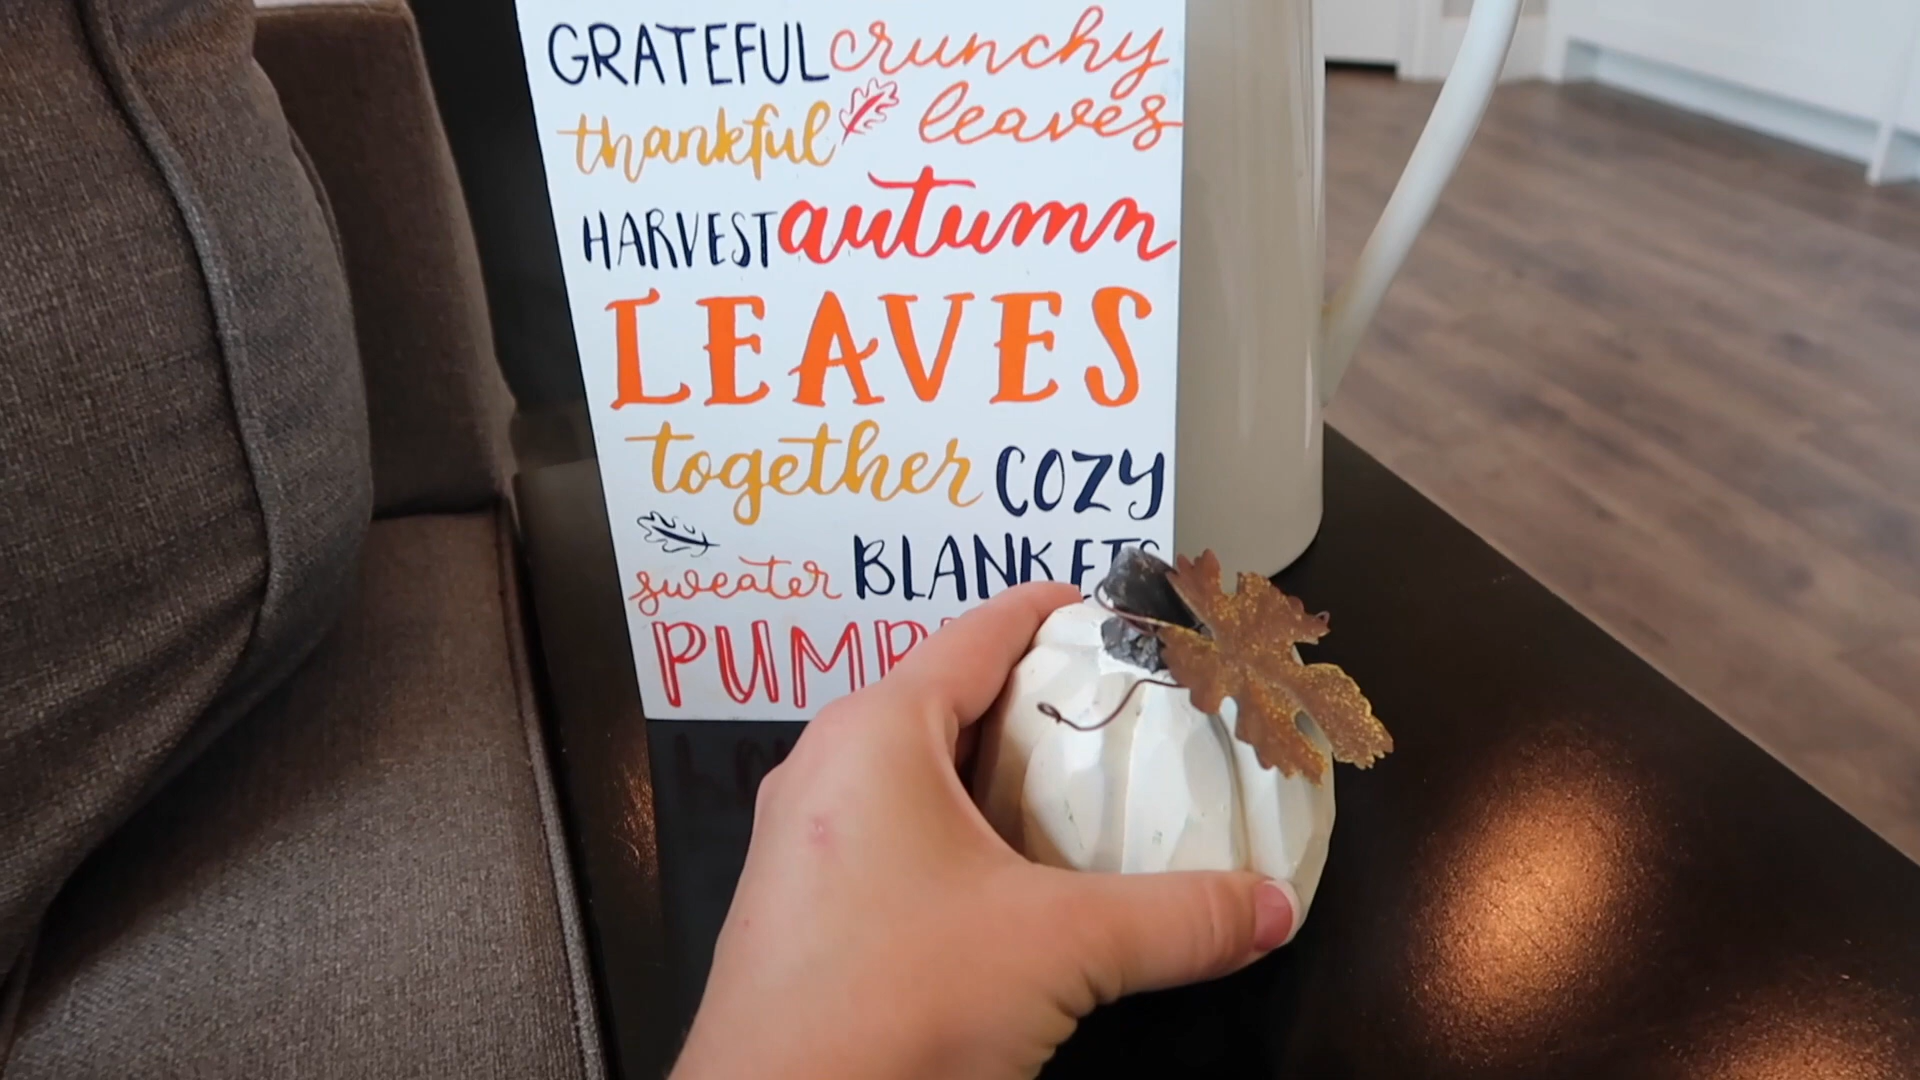 GRATEFUL crunchy
thankful leaves
HARVEST autumn
LEAVES
together COZY
sweater BLANKETS